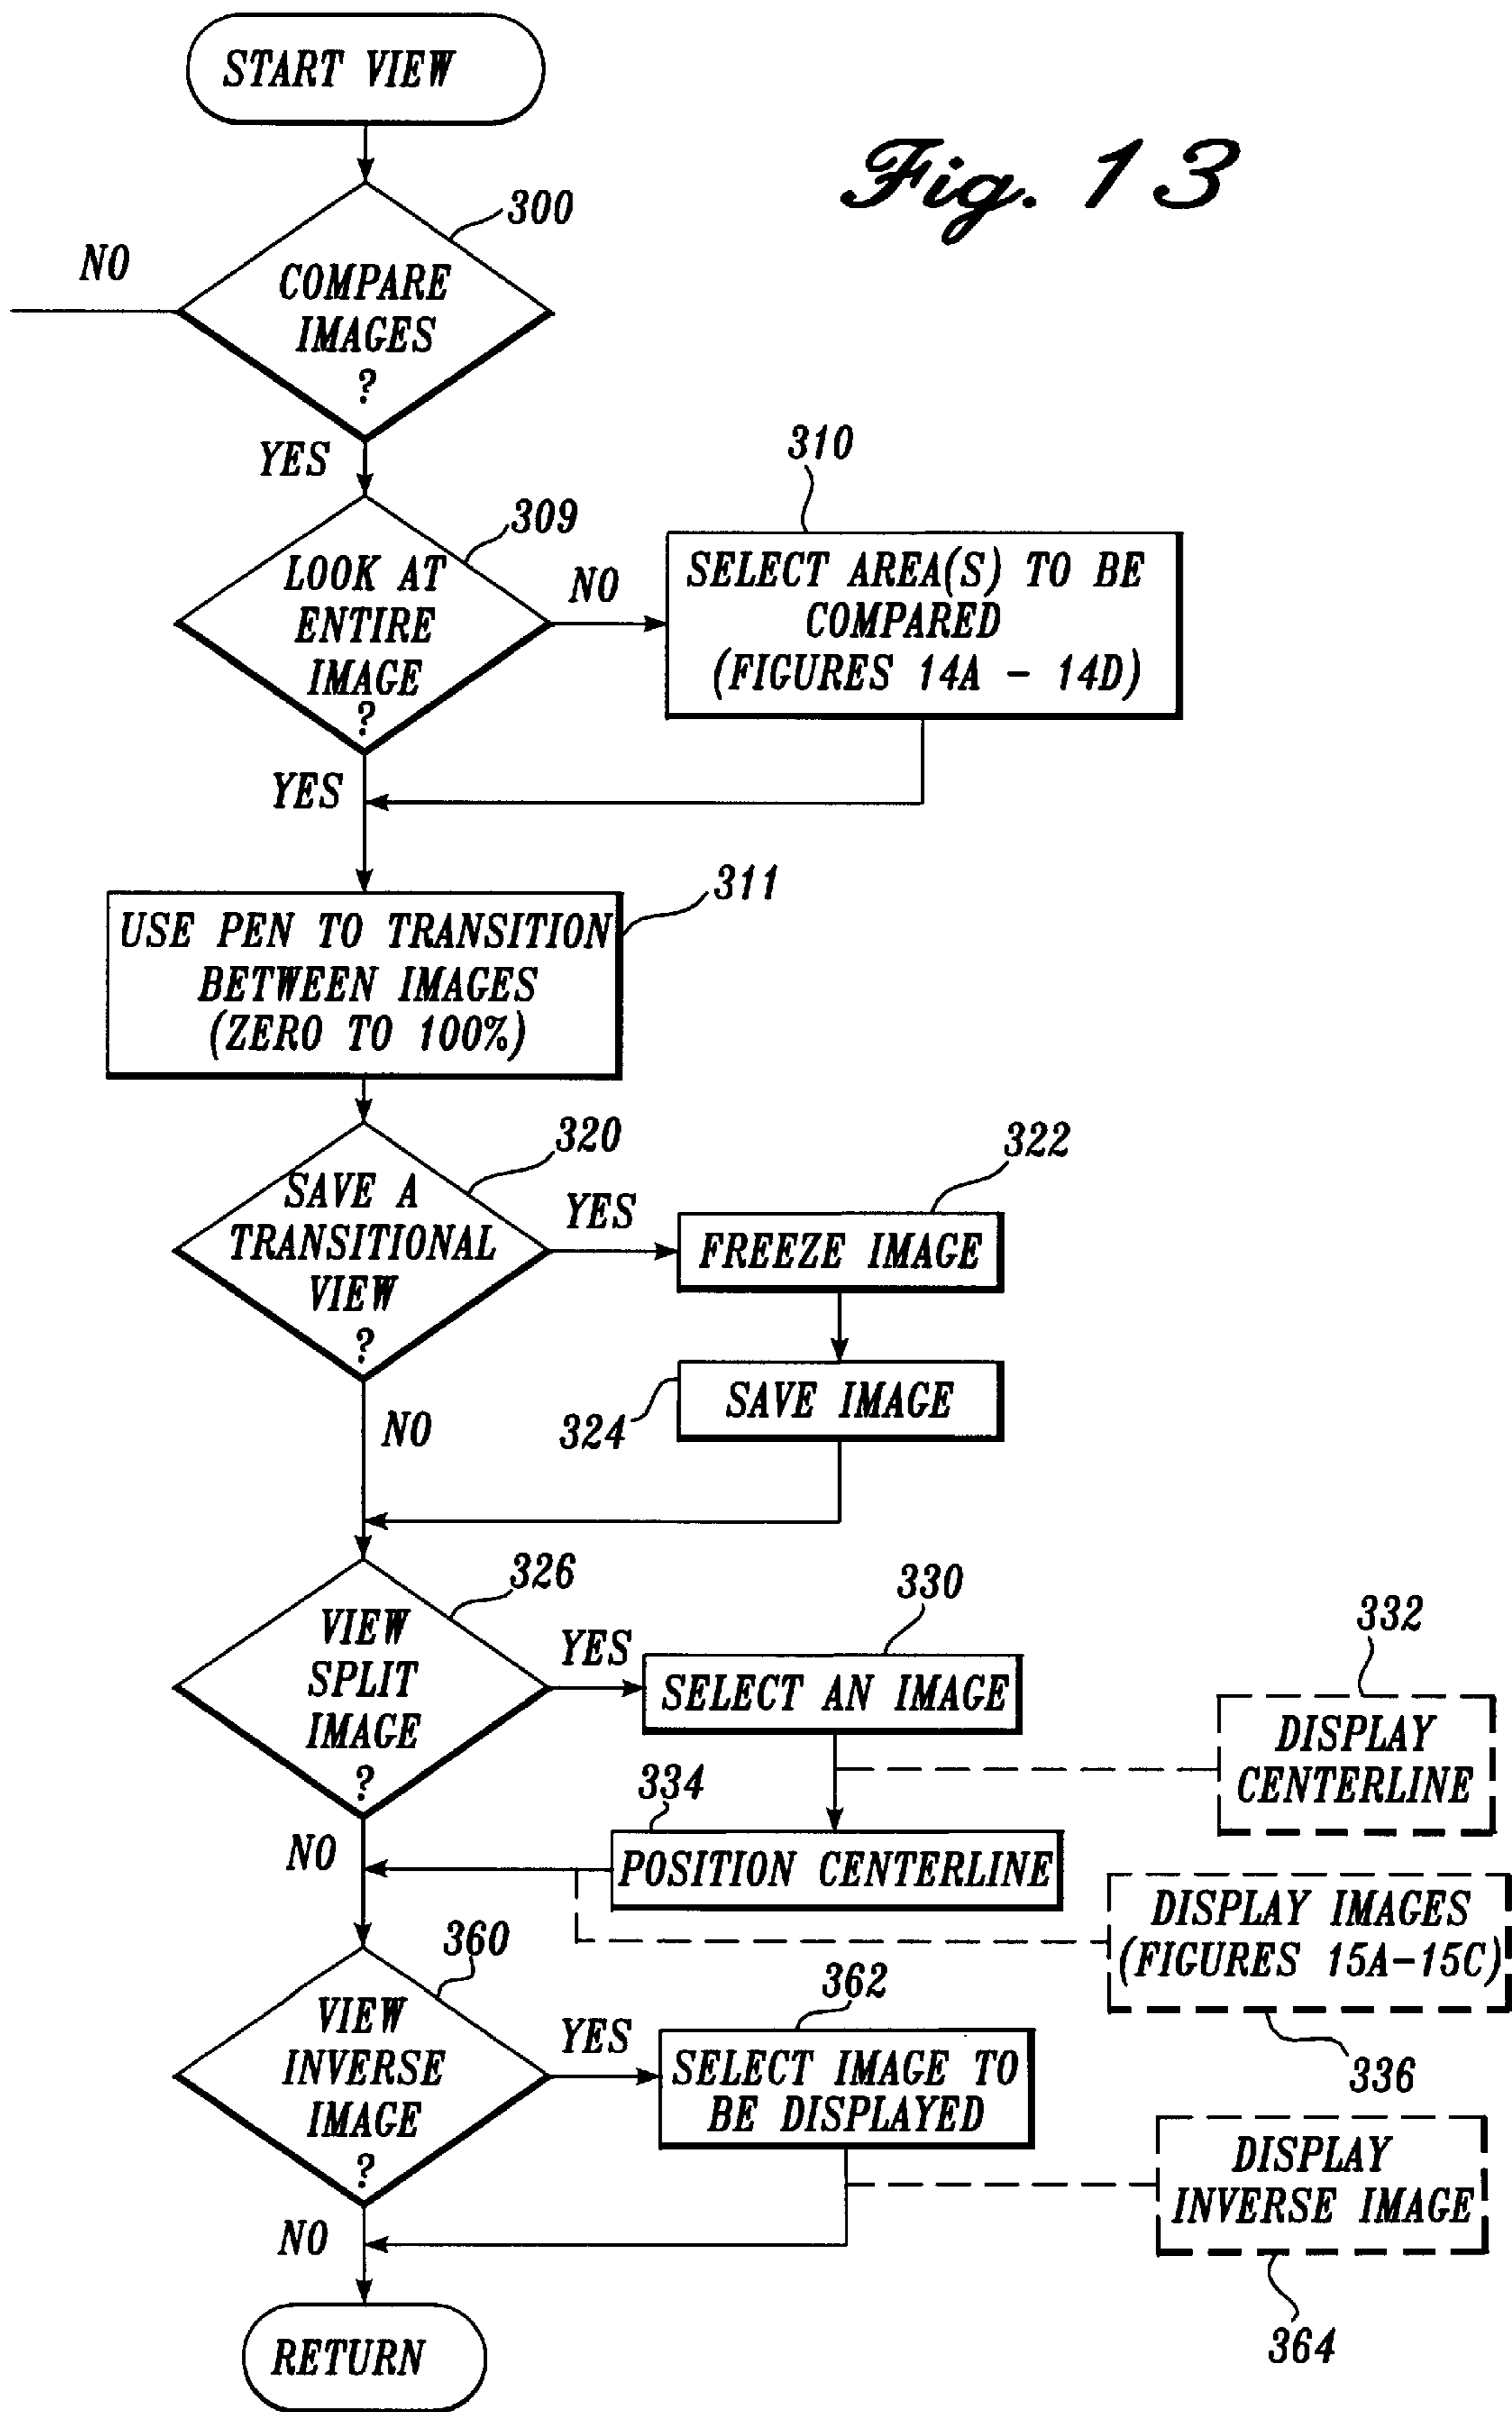 START VIEW
Fig. 13
300
NO
COMPARE
IMAGES
?
YES
309
310
LOOK AT
ENTIRE
IMAGE
?
NO
SELECT AREA(S) TO BE
COMPARED
(FIGURES 14A - 14D)
YES
311
USE PEN TO TRANSITION
BETWEEN IMAGES
(ZERO TO 100%)
320
322
SAVE A
TRANSITIONAL
VIEW
?
YES
FREEZE IMAGE
324
SAVE IMAGE
NO
326
330
332
VIEW
SPLIT
IMAGE
?
YES
SELECT AN IMAGE
DISPLAY
CENTERLINE
334
NO
POSITION CENTERLINE
DISPLAY IMAGES
(FIGURES 15A-15C)
336
360
362
VIEW
INVERSE
IMAGE
?
YES
SELECT IMAGE TO
BE DISPLAYED
DISPLAY
INVERSE IMAGE
364
NO
RETURN